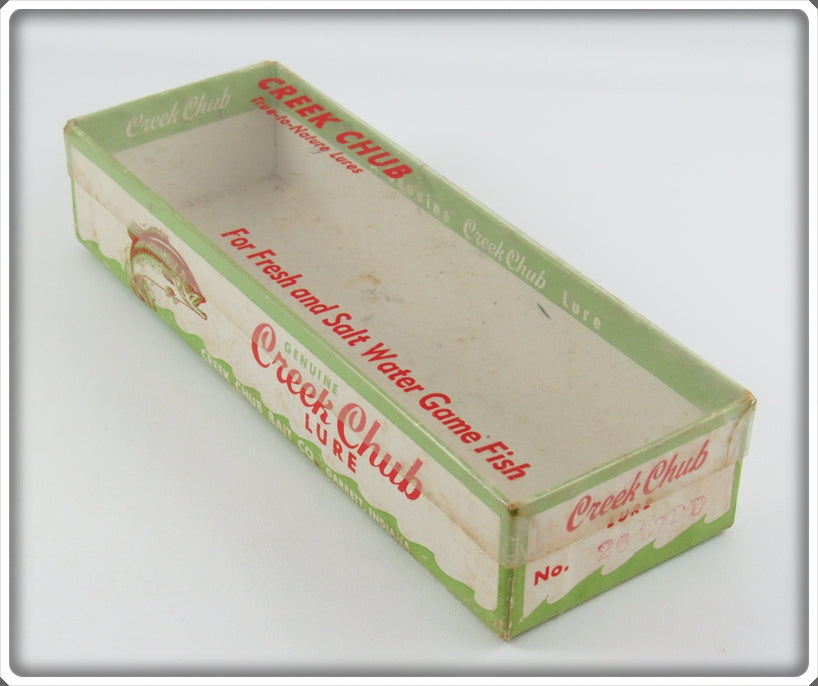 Creek Chub
CREEK CHUB
True-to-Nature Lures
Genuine Creek Chub Lure
For Fresh and Salt Water Game Fish
GENUINE
Creek Chub
LURE
CREEK CHUB BAIT CO. GARRETT, INDIANA
Creek Chub
LURE
No.